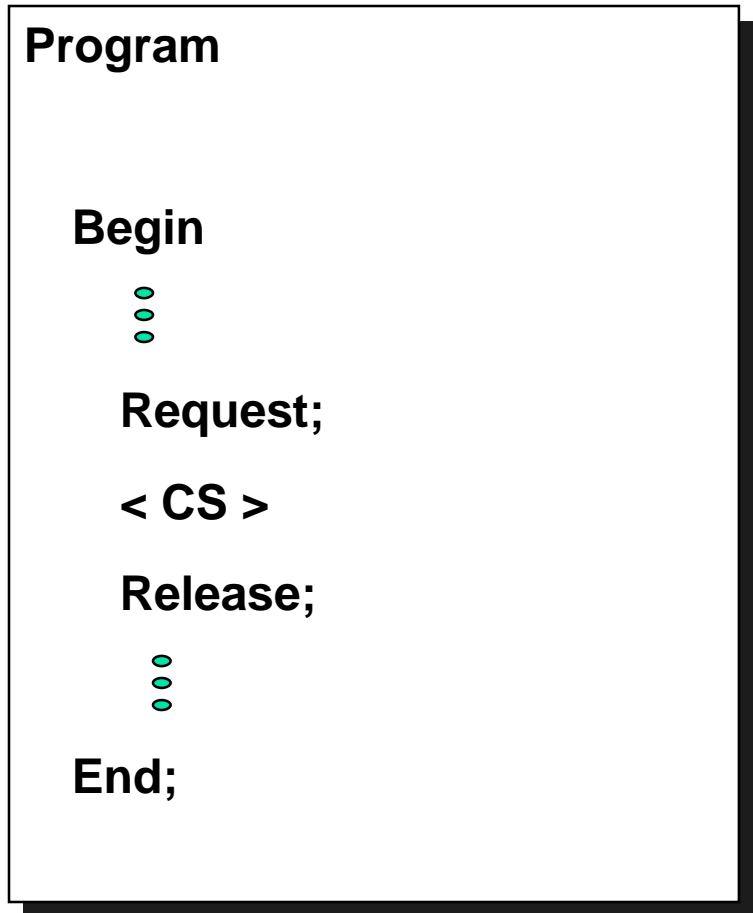 Program
Begin
Request;
< CS >
Release;
End;